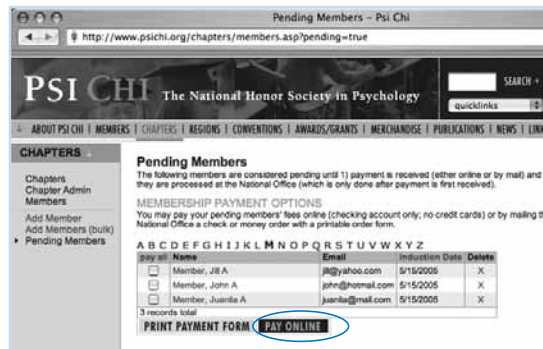 Pending Members – Psi Chi
http://www.psichi.org/chapters/members.asp?pending=true
PSI CHI The National Honor Society in Psychology
SEARCH
quicklinks
ABOUT PSI CHI | MEMBERS | CHAPTERS | REGIONS | CONVENTIONS | AWARDS/GRANTS | MERCHANDISE | PUBLICATIONS | NEWS | LINK
CHAPTERS
Chapters
Chapter Admin
Members
Add Member
Add Members (bulk)
Pending Members
Pending Members
The following members are considered pending until 1) payment is received (either online or by mail) and
they are processed at the National Office (which is only done after payment is first received).
MEMBERSHIP PAYMENT OPTIONS
You may pay your pending members' fees online (checking account only; no credit cards) or by mailing th
National Office a check or money order with a printable order form.
A B C D E F G H I J K L M N O P Q R S T U V W X Y Z
pay all Name Email Induction Date Delete
Member, Jill A jill@yahoo.com 5/15/2005 X
Member, John A john@hotmail.com 5/15/2005 X
Member, Juanita A juanita@mail.com 5/15/2005 X
3 records total
PRINT PAYMENT FORM PAY ONLINE